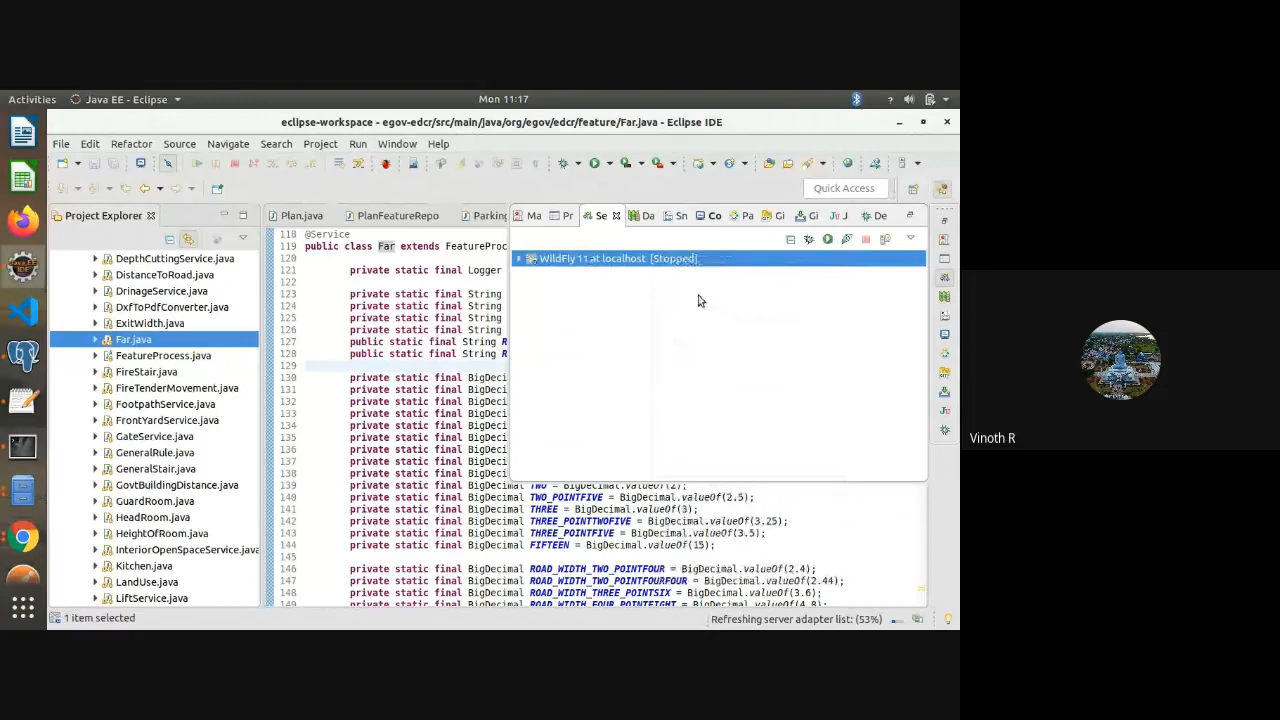 Activities
Java EE - Eclipse
Mon 11:17
?
eclipse-workspace - egov-edcr/src/main/java/org/egov/edcr/feature/Far.java - Eclipse IDE
File Edit Refactor Source Navigate Search Project Run Window Help
Quick Access
Project Explorer
Plan.java
PlanFeatureRepo
Parking
Ma
Pr
Se
Da
Sn
Co
Pa
Gi
Gi
Ju J
De
WildFly 11 at localhost [Stopped]
DepthCuttingService.java
DistanceToRoad.java
DrinageService.java
DxfToPdfConverter.java
ExitWidth.java
Far.java
FeatureProcess.java
FireStair.java
FireTenderMovement.java
FootpathService.java
FrontYardService.java
GateService.java
GeneralRule.java
GeneralStair.java
GovtBuildingDistance.java
GuardRoom.java
HeadRoom.java
HeightOfRoom.java
InteriorOpenSpaceService.java
Kitchen.java
LandUse.java
LiftService.java
118 @Service
119 public class Far extends FeatureProc
120
121 private static final Logger
122
123 private static final String
124 private static final String
125 private static final String
126 private static final String
127 public static final String R
128 public static final String R
129
130 private static final BigDeci
131 private static final BigDeci
132 private static final BigDeci
133 private static final BigDeci
134 private static final BigDeci
135 private static final BigDeci
136 private static final BigDeci
137 private static final BigDeci
138 private static final BigDeci
139 private static final BigDecimal TWO = BigDecimal.valueOf(2);
140 private static final BigDecimal TWO_POINTFIVE = BigDecimal.valueOf(2.5);
141 private static final BigDecimal THREE = BigDecimal.valueOf(3);
142 private static final BigDecimal THREE_POINTTWOFIVE = BigDecimal.valueOf(3.25);
143 private static final BigDecimal THREE_POINTFIVE = BigDecimal.valueOf(3.5);
144 private static final BigDecimal FIFTEEN = BigDecimal.valueOf(15);
145
146 private static final BigDecimal ROAD_WIDTH_TWO_POINTFOUR = BigDecimal.valueOf(2.4);
147 private static final BigDecimal ROAD_WIDTH_TWO_POINTFOURFOUR = BigDecimal.valueOf(2.44);
148 private static final BigDecimal ROAD_WIDTH_THREE_POINTSIX = BigDecimal.valueOf(3.6);
149 private static final BigDecimal ROAD_WIDTH_FOUR_POINTEIGHT = BigDecimal.valueOf(4.8)
1 item selected
Refreshing server adapter list: (53%)
Vinoth R